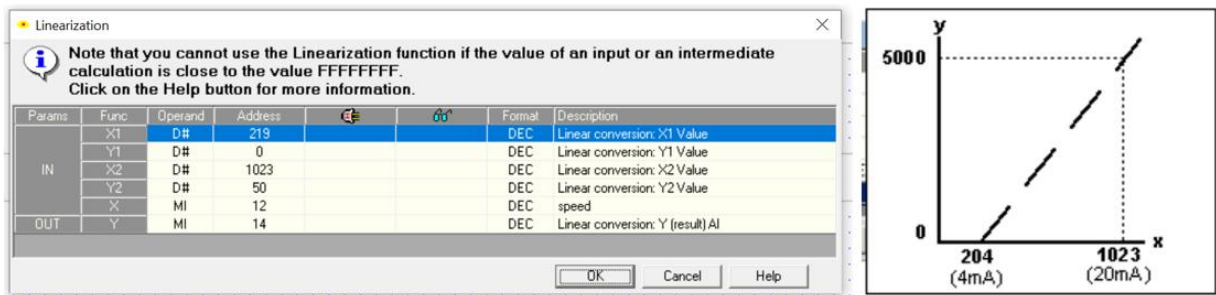 Linearization
Note that you cannot use the Linearization function if the value of an input or an intermediate
calculation is close to the value FFFFFFFF.
Click on the Help button for more information.
Params Func Operand Address Format Description
X1 D# 219 DEC Linear conversion: X1 Value
Y1 D# 0 DEC Linear conversion: Y1 Value
IN X2 D# 1023 DEC Linear conversion: X2 Value
Y2 D# 50 DEC Linear conversion: Y2 Value
X MI 12 DEC speed
OUT Y MI 14 DEC Linear conversion: Y (result) AI
OK Cancel Help
y
5000
0
x
204 1023
(4mA) (20mA)